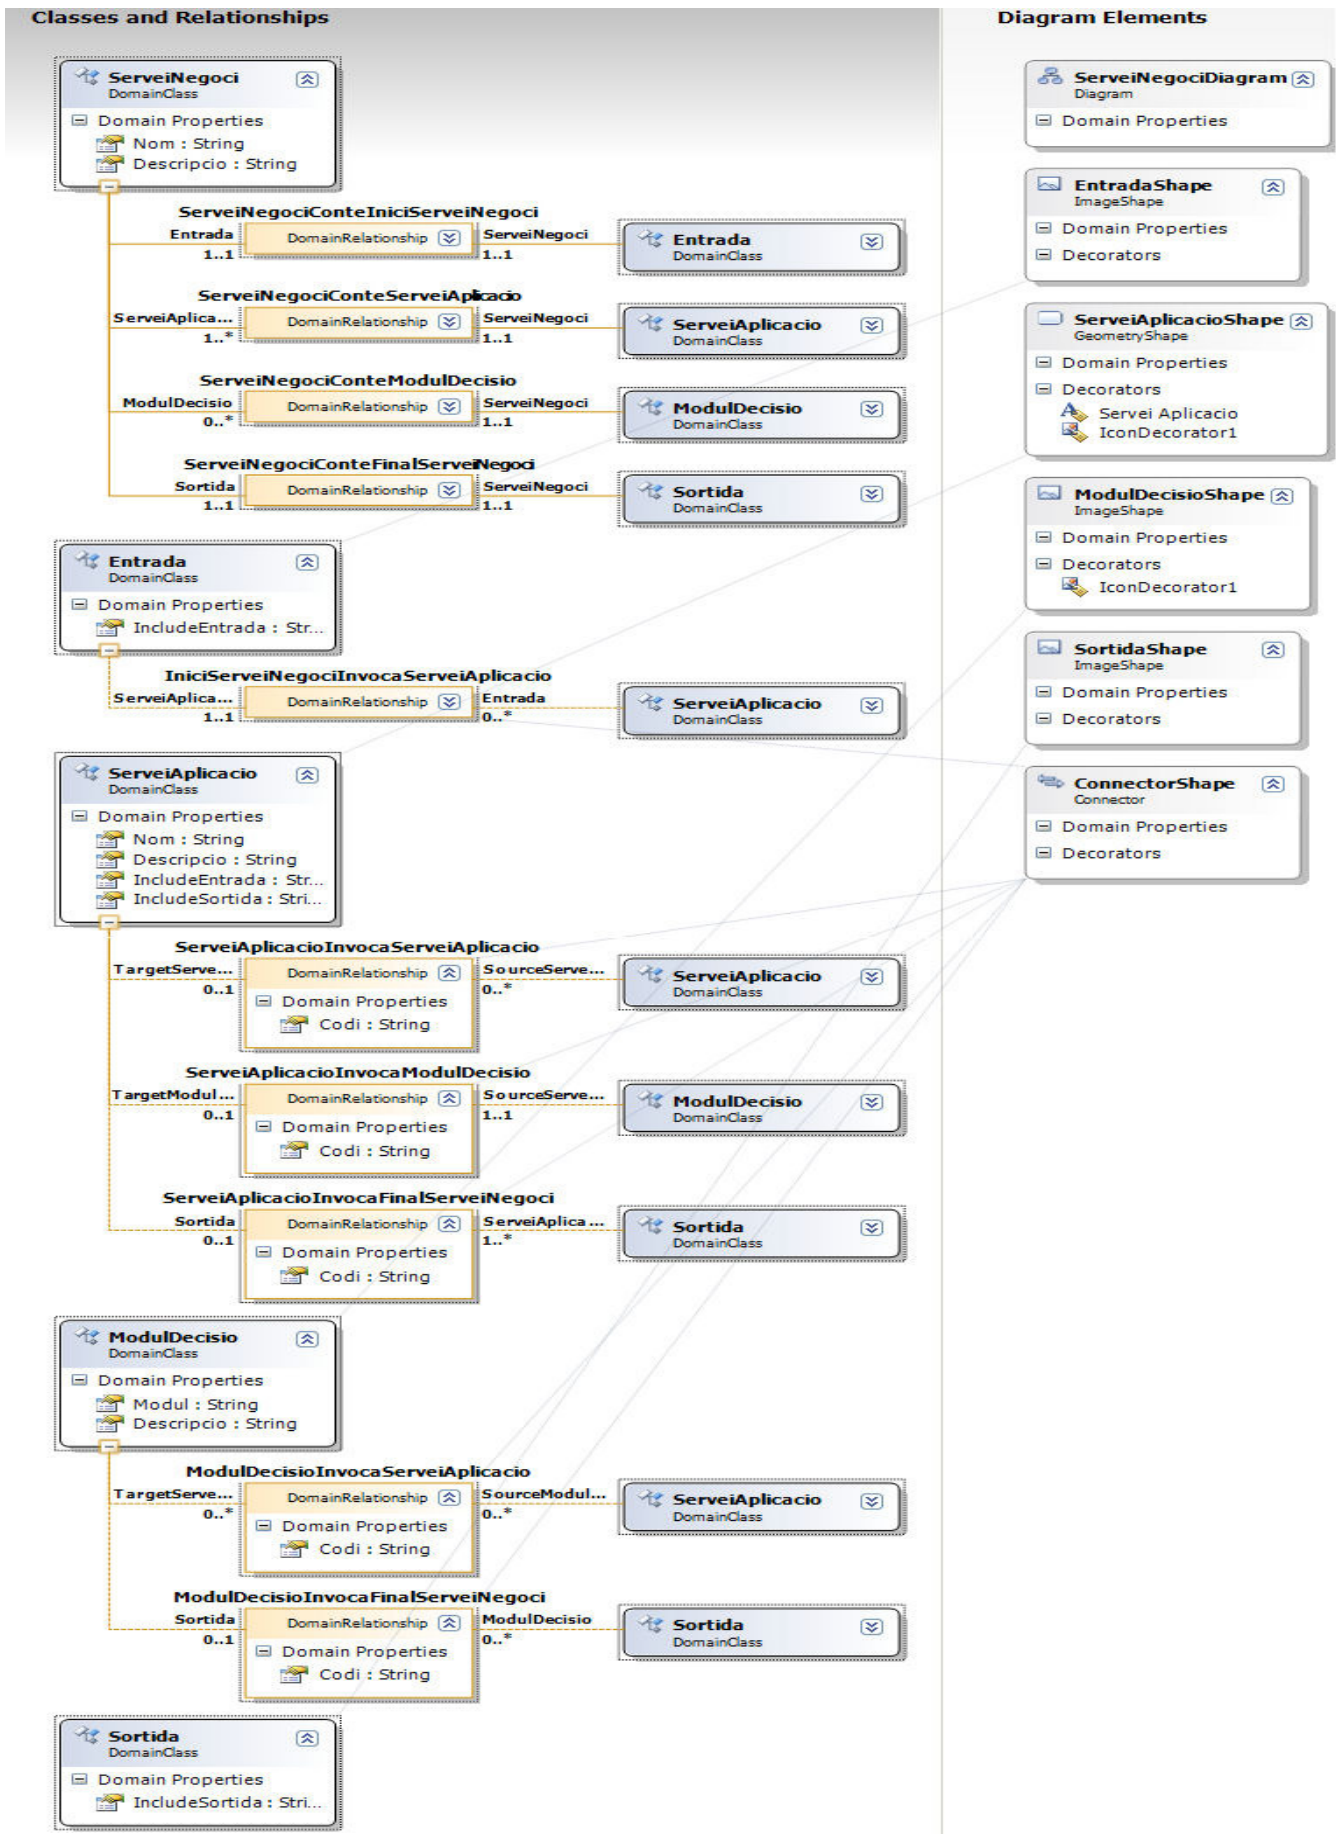 Classes and Relationships
ServeiNegoci
DomainClass
Domain Properties
Nom : String
Descripcio : String
ServeiNegociConteIniciServeiNegoci
Entrada
DomainRelationship
ServeiNegoci
1..1
1..1
Entrada
DomainClass
ServeiNegociConteServeiAplicacio
ServeiAplica...
DomainRelationship
ServeiNegoci
1..*
1..1
ServeiAplicacio
DomainClass
ServeiNegociConteModulDecisio
ModulDecisio
DomainRelationship
ServeiNegoci
0..*
1..1
ModulDecisio
DomainClass
ServeiNegociConteFinalServeiNegoci
Sortida
DomainRelationship
ServeiNegoci
1..1
1..1
Sortida
DomainClass
Entrada
DomainClass
Domain Properties
IncludeEntrada : Str...
IniciServeiNegociInvocaServeiAplicacio
ServeiAplica...
DomainRelationship
Entrada
1..1
0..*
ServeiAplicacio
DomainClass
ServeiAplicacio
DomainClass
Domain Properties
Nom : String
Descripcio : String
IncludeEntrada : Str...
IncludeSortida : Stri...
ServeiAplicacioInvocaServeiAplicacio
TargetServe...
DomainRelationship
SourceServe...
0..1
0..*
Domain Properties
Codi : String
ServeiAplicacio
DomainClass
ServeiAplicacioInvocaModulDecisio
TargetModul...
DomainRelationship
SourceServe...
0..1
1..1
Domain Properties
Codi : String
ModulDecisio
DomainClass
ServeiAplicacioInvocaFinalServeiNegoci
Sortida
DomainRelationship
ServeiAplica...
0..1
1..*
Domain Properties
Codi : String
Sortida
DomainClass
ModulDecisio
DomainClass
Domain Properties
Modul : String
Descripcio : String
ModulDecisioInvocaServeiAplicacio
TargetServe...
DomainRelationship
SourceModul...
0..*
0..*
Domain Properties
Codi : String
ServeiAplicacio
DomainClass
ModulDecisioInvocaFinalServeiNegoci
Sortida
DomainRelationship
ModulDecisio
0..1
0..*
Domain Properties
Codi : String
Sortida
DomainClass
Sortida
DomainClass
Domain Properties
IncludeSortida : Stri...
Diagram Elements
ServeiNegociDiagram
Diagram
Domain Properties
EntradaShape
ImageShape
Domain Properties
Decorators
ServeiAplicacioShape
GeometryShape
Domain Properties
Decorators
Servei Aplicacio
IconDecorator1
ModulDecisioShape
ImageShape
Domain Properties
Decorators
IconDecorator1
SortidaShape
ImageShape
Domain Properties
Decorators
ConnectorShape
Connector
Domain Properties
Decorators